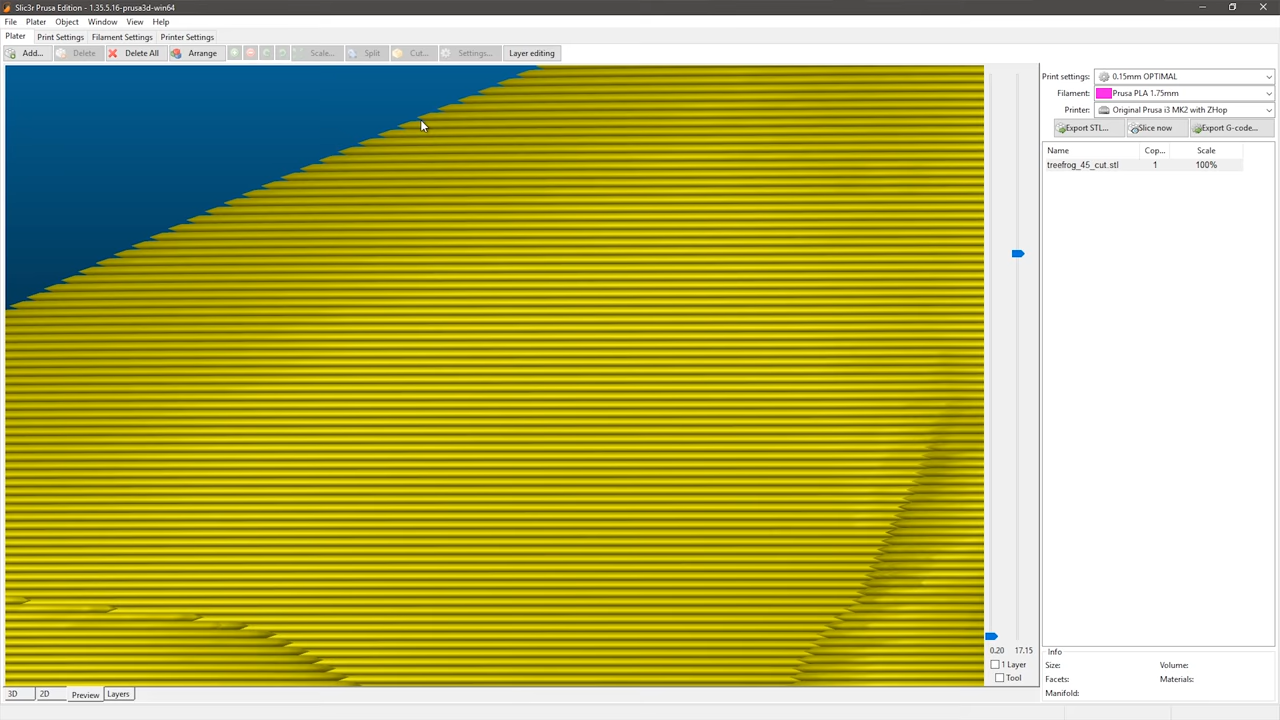 Slic3r Prusa Edition - 1.35.5.16-prusa3d-win64
File Plater Object Window View Help
Plater Print Settings Filament Settings Printer Settings
Add... Delete Delete All Arrange Scale... Split Cut... Settings... Layer editing
Print settings: 0.15mm OPTIMAL
Filament: Prusa PLA 1.75mm
Printer: Original Prusa i3 MK2 with ZHop
Export STL... Slice now Export G-code...
Name Cop... Scale
treefrog_45_cut.stl 1 100%
0.20 17.15
1 Layer
Tool
Info
Size: Volume:
Facets: Materials:
Manifold:
3D 2D Preview Layers